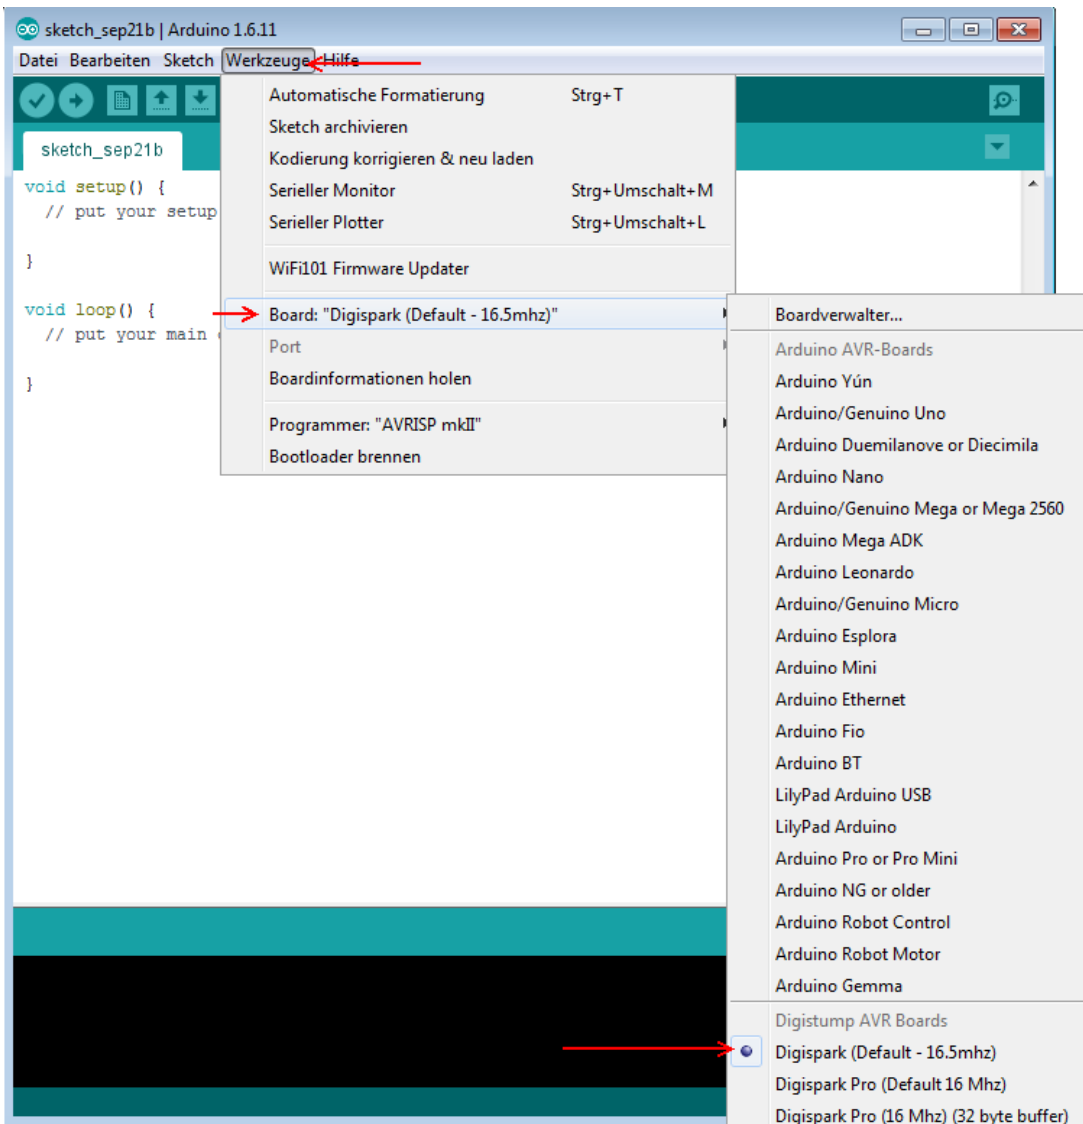 sketch_sep21b | Arduino 1.6.11
Datei Bearbeiten Sketch Werkzeuge Hilfe
sketch_sep21b
void setup() {
// put your setup
}
void loop() {
// put your main
}
Automatische Formatierung Strg+T
Sketch archivieren
Kodierung korrigieren & neu laden
Serieller Monitor Strg+Umschalt+M
Serieller Plotter Strg+Umschalt+L
WiFi101 Firmware Updater
Board: "Digispark (Default - 16.5mhz)"
Port
Boardinformationen holen
Programmer: "AVRISP mkII"
Bootloader brennen
Boardverwalter...
Arduino AVR-Boards
Arduino Yún
Arduino/Genuino Uno
Arduino Duemilanove or Diecimila
Arduino Nano
Arduino/Genuino Mega or Mega 2560
Arduino Mega ADK
Arduino Leonardo
Arduino/Genuino Micro
Arduino Esplora
Arduino Mini
Arduino Ethernet
Arduino Fio
Arduino BT
LilyPad Arduino USB
LilyPad Arduino
Arduino Pro or Pro Mini
Arduino NG or older
Arduino Robot Control
Arduino Robot Motor
Arduino Gemma
Digistump AVR Boards
Digispark (Default - 16.5mhz)
Digispark Pro (Default 16 Mhz)
Digispark Pro (16 Mhz) (32 byte buffer)